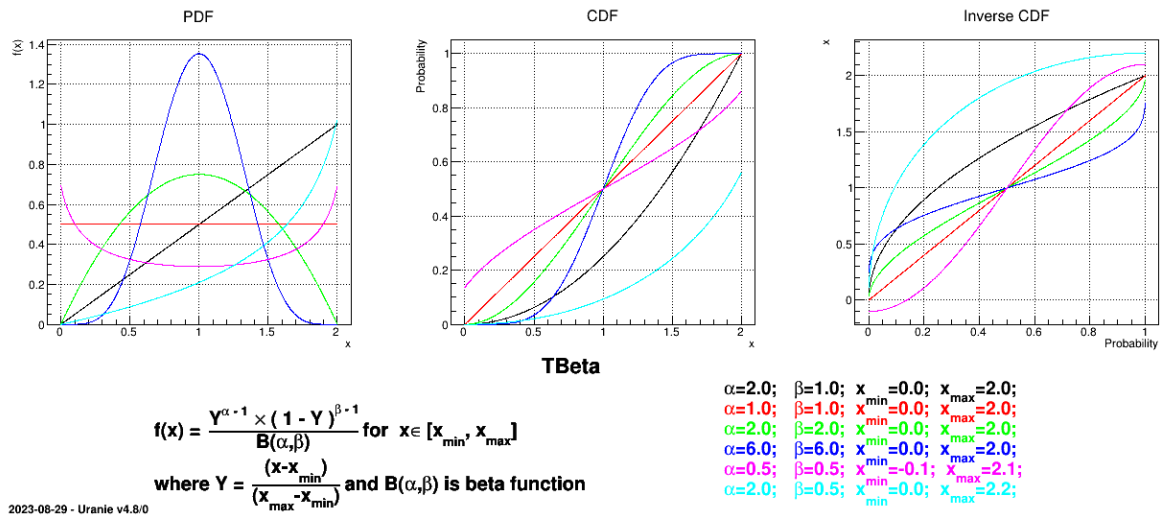 PDF
CDF
Inverse CDF
f(x)
1.4
1.2
1
0.8
0.6
0.4
0.2
0
0 0.5 1 1.5 2
x
Probability
1
0.8
0.6
0.4
0.2
0
0 0.5 1 1.5 2
x
x
2
1.5
1
0.5
0
0 0.2 0.4 0.6 0.8 1
Probability
TBeta
f(x) = Y^(α - 1) × ( 1 - Y )^(β - 1) / B(α,β) for x∈ [x_min, x_max]
where Y = (x-x_min) / (x_max-x_min) and B(α,β) is beta function
α=2.0; β=1.0; x_min=0.0; x_max=2.0;
α=1.0; β=1.0; x_min=0.0; x_max=2.0;
α=2.0; β=2.0; x_min=0.0; x_max=2.0;
α=6.0; β=6.0; x_min=0.0; x_max=2.0;
α=0.5; β=0.5; x_min=-0.1; x_max=2.1;
α=2.0; β=0.5; x_min=0.0; x_max=2.2;
2023-08-29 - Uranie v4.8/0